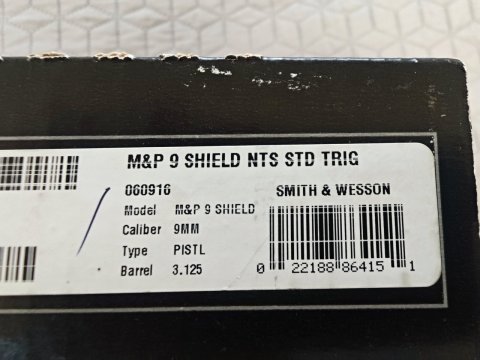 M&P 9 SHIELD NTS STD TRIG
060916 SMITH & WESSON
Model M&P 9 SHIELD
Caliber 9MM
Type PISTL
Barrel 3.125
0 22188 86415 1